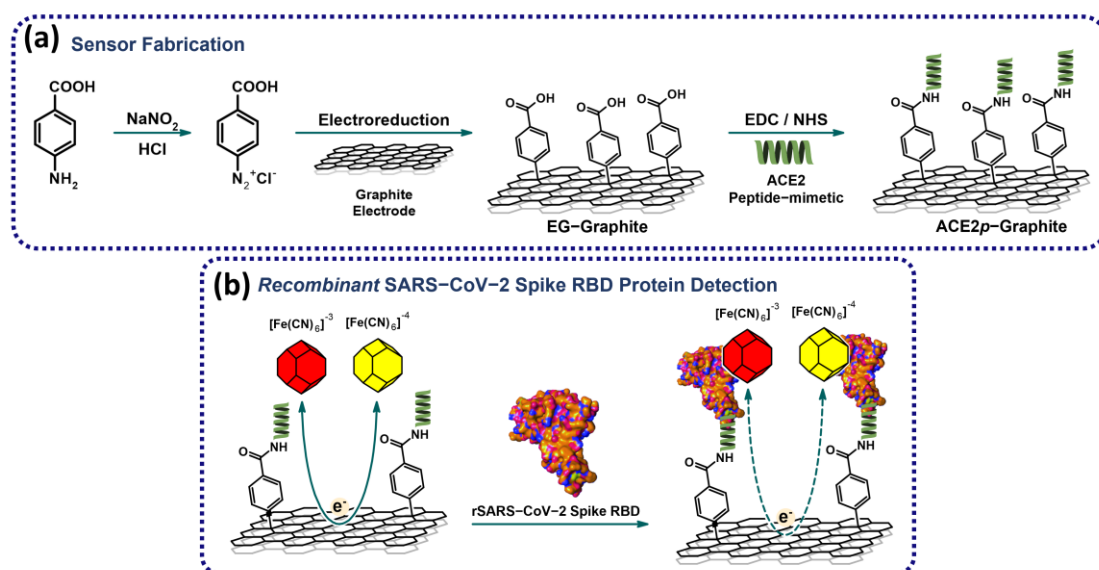 (a) Sensor Fabrication
COOH
NH₂
NaNO₂
HCl
COOH
N₂⁺Cl⁻
Electroreduction
Graphite
Electrode
O OH
O OH
O OH
EG−Graphite
EDC / NHS
ACE2
Peptide−mimetic
O NH
O NH
O NH
ACE2p−Graphite
(b) Recombinant SARS−CoV−2 Spike RBD Protein Detection
[Fe(CN)₆]⁻³ [Fe(CN)₆]⁻⁴
O NH
O NH
e⁻
rSARS−CoV−2 Spike RBD
[Fe(CN)₆]⁻³ [Fe(CN)₆]⁻⁴
O NH
O NH
e⁻